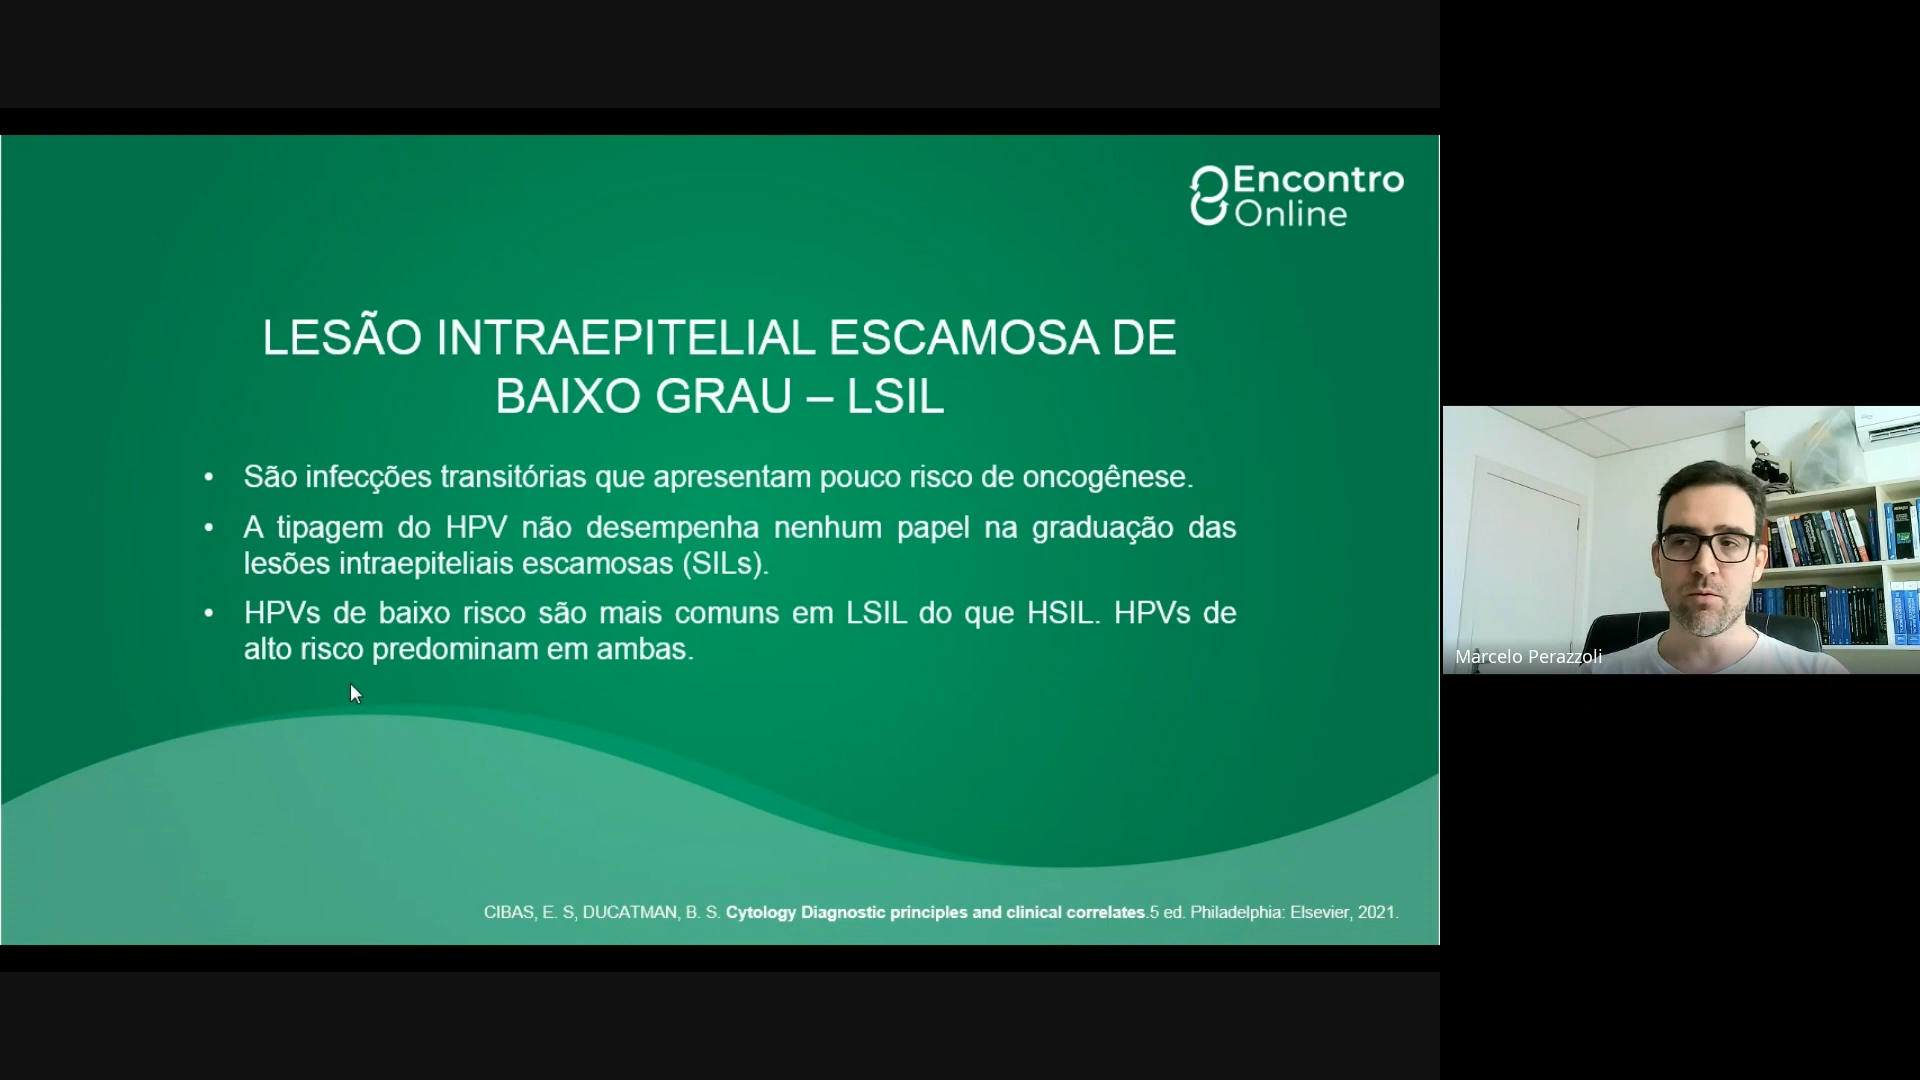 Encontro
Online
LESÃO INTRAEPITELIAL ESCAMOSA DE
BAIXO GRAU – LSIL
• São infecções transitórias que apresentam pouco risco de oncogênese.
• A tipagem do HPV não desempenha nenhum papel na graduação das
lesões intraepiteliais escamosas (SILs).
• HPVs de baixo risco são mais comuns em LSIL do que HSIL. HPVs de
alto risco predominam em ambas.
CIBAS, E. S, DUCATMAN, B. S. Cytology Diagnostic principles and clinical correlates.5 ed. Philadelphia: Elsevier, 2021.
Marcelo Perazzoli